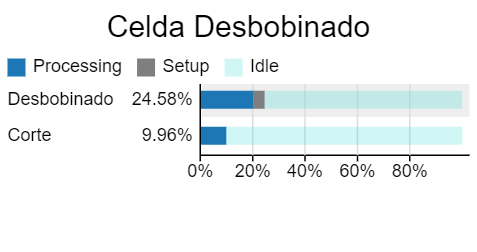 Celda Desbobinado
Processing Setup Idle
Desbobinado 24.58%
Corte 9.96%
0% 20% 40% 60% 80%